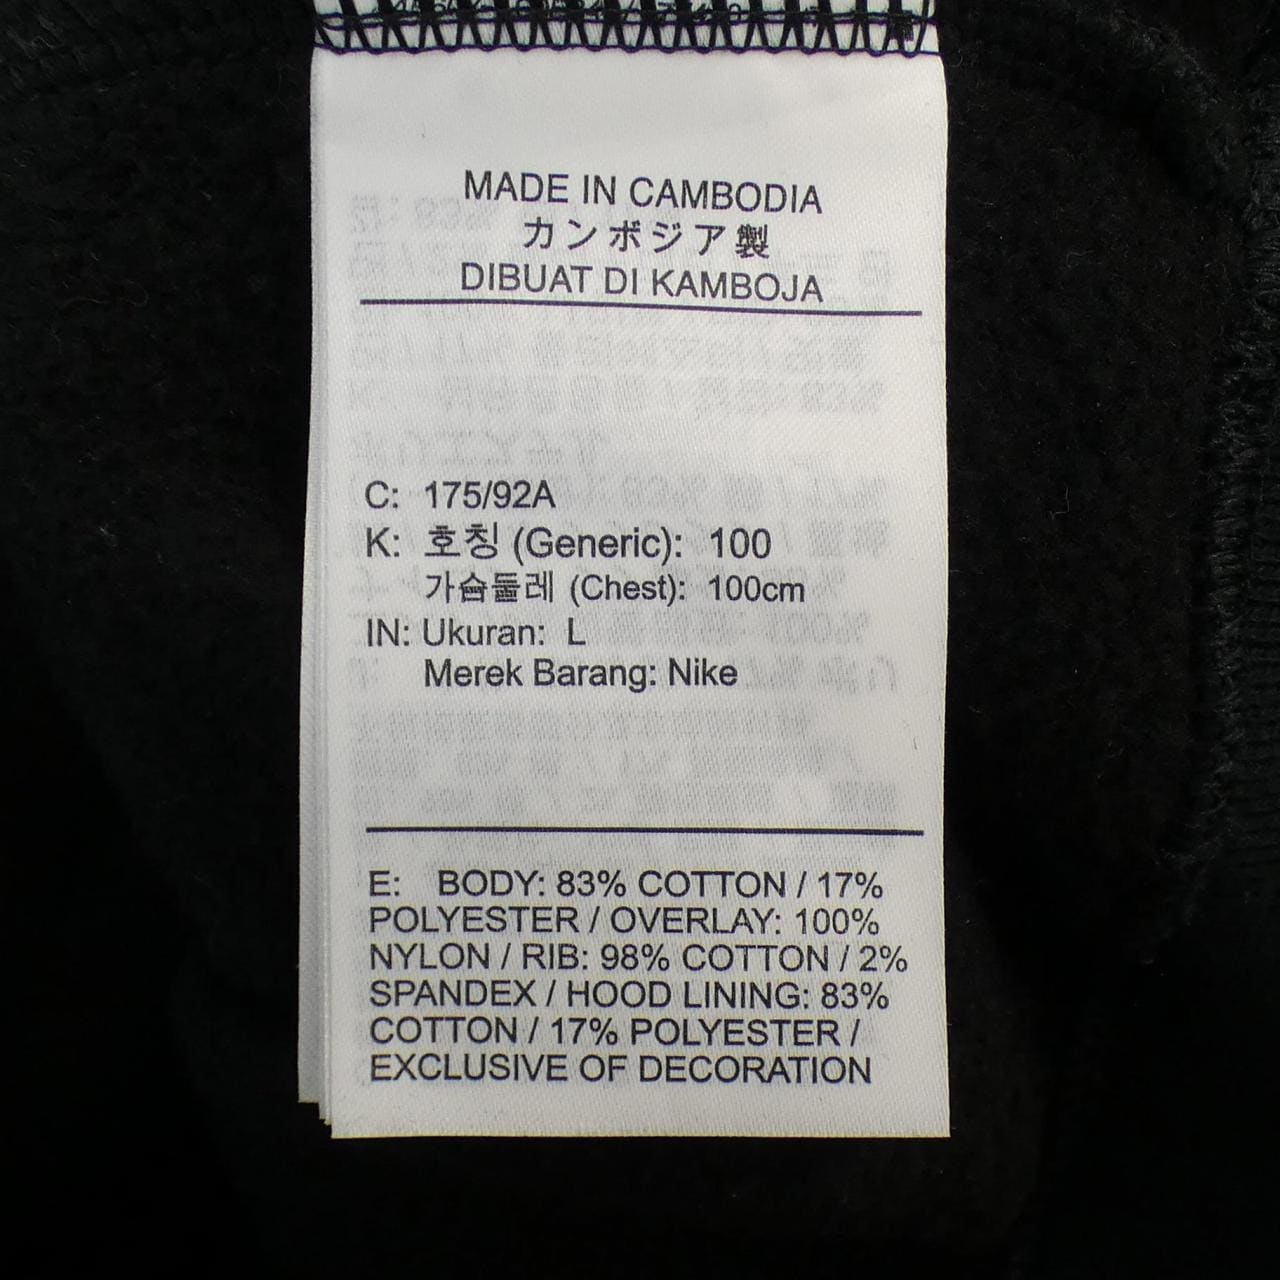 MADE IN CAMBODIA
カンボジア製
DIBUAT DI KAMBOJA
C: 175/92A
K: 호칭 (Generic): 100
가슴둘레 (Chest): 100cm
IN: Ukuran: L
Merek Barang: Nike
E: BODY: 83% COTTON / 17%
POLYESTER / OVERLAY: 100%
NYLON / RIB: 98% COTTON / 2%
SPANDEX / HOOD LINING: 83%
COTTON / 17% POLYESTER /
EXCLUSIVE OF DECORATION